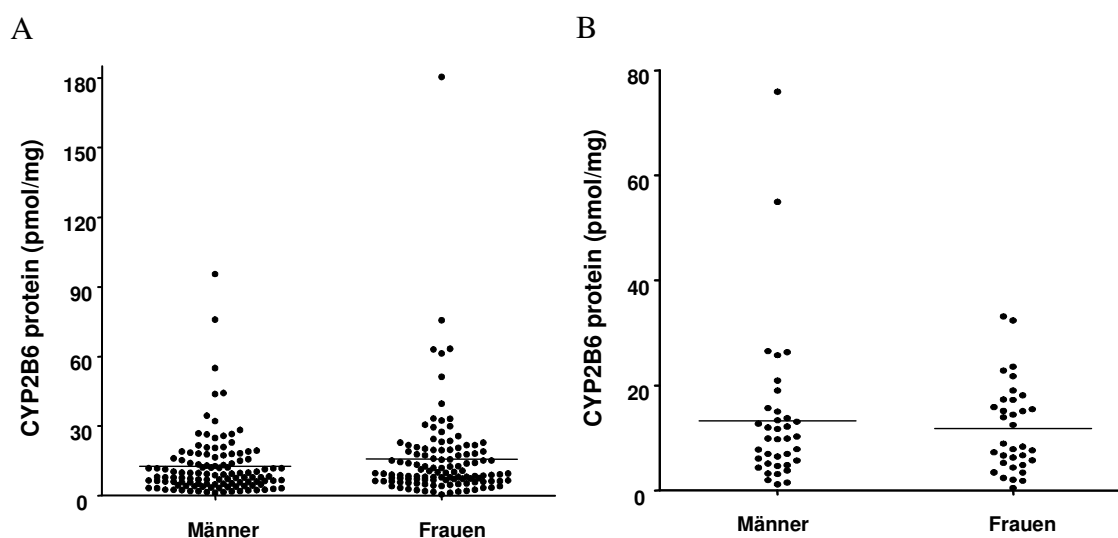 A
CYP2B6 protein (pmol/mg)
180
150
120
90
60
30
0
Männer Frauen
B
CYP2B6 protein (pmol/mg)
80
60
40
20
0
Männer Frauen